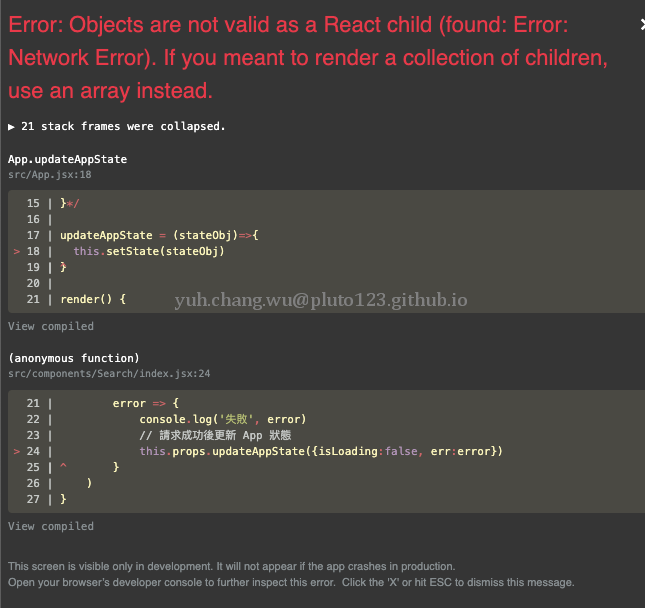 Error: Objects are not valid as a React child (found: Error:
Network Error). If you meant to render a collection of children,
use an array instead.
▶ 21 stack frames were collapsed.
App.updateAppState
src/App.jsx:18
15 | }*/
16 |
17 | updateAppState = (stateObj)=>{
> 18 |   this.setState(stateObj)
19 | }
20 |
21 | render() {
yuh.chang.wu@pluto123.github.io
View compiled
(anonymous function)
src/components/Search/index.jsx:24
21 |         error => {
22 |             console.log('失敗', error)
23 |             // 請求成功後更新 App 狀態
> 24 |             this.props.updateAppState({isLoading:false, err:error})
25 | ^       }
26 |     )
27 | }
View compiled
This screen is visible only in development. It will not appear if the app crashes in production.
Open your browser's developer console to further inspect this error.  Click the 'X' or hit ESC to dismiss this message.